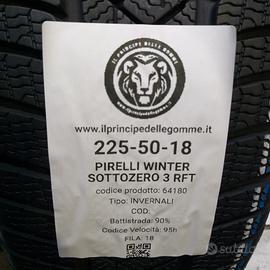 IL PRINCIPE DELLE GOMME
www.ilprincipedellegomme.it
225-50-18
PIRELLI WINTER
SOTTOZERO 3 RFT
codice prodotto: 64180
Tipo: INVERNALI
COD:
Battistrada: 90%
Codice Velocità: 95h
FILA: 18
subito